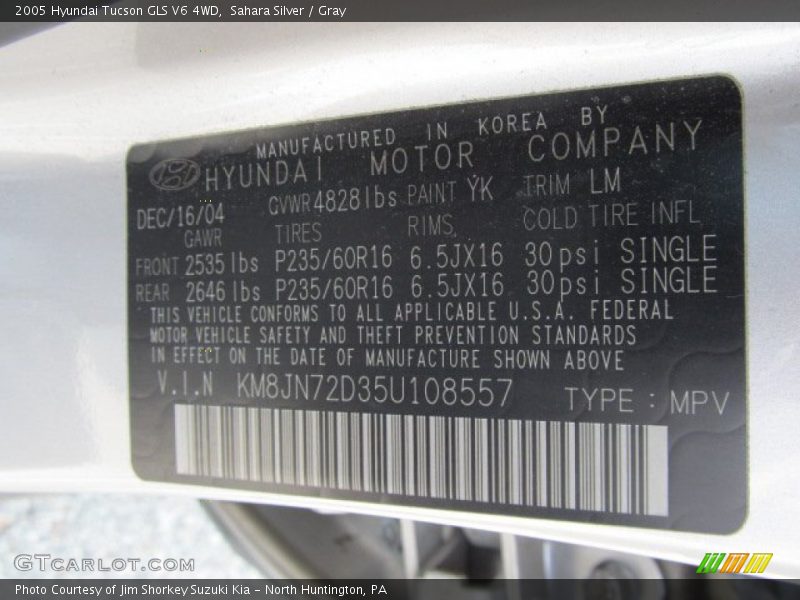 2005 Hyundai Tucson GLS V6 4WD, Sahara Silver / Gray
MANUFACTURED IN KOREA BY
HYUNDAI MOTOR COMPANY
DEC/16/04 GVWR 4828 lbs PAINT YK TRIM LM
GAWR TIRES RIMS, COLD TIRE INFL
FRONT 2535 lbs P235/60R16 6.5JX16 30 psi SINGLE
REAR 2646 lbs P235/60R16 6.5JX16 30 psi SINGLE
THIS VEHICLE CONFORMS TO ALL APPLICABLE U.S.A. FEDERAL
MOTOR VEHICLE SAFETY AND THEFT PREVENTION STANDARDS
IN EFFECT ON THE DATE OF MANUFACTURE SHOWN ABOVE
V.I.N KM8JN72D35U108557 TYPE : MPV
GTCARLOT.COM
Photo Courtesy of Jim Shorkey Suzuki Kia - North Huntington, PA